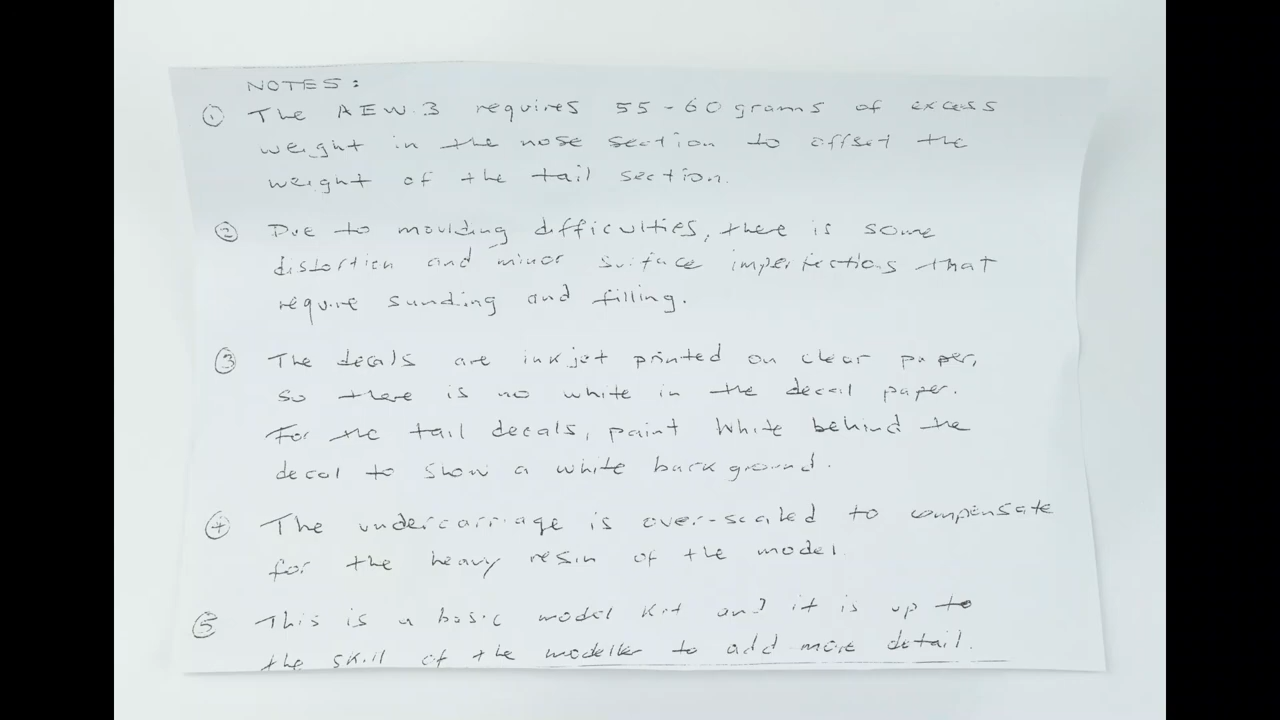 NOTES:
① The AEW.3 requires 55-60 grams of excess
weight in the nose section to offset the
weight of the tail section.
② Due to moulding difficulties, there is some
distortion and minor surface imperfections that
require sanding and filling.
③ The decals are inkjet printed on clear paper,
so there is no white in the decal paper.
For the tail decals, paint white behind the
decal to show a white background.
④ The undercarriage is over-scaled to compensate
for the heavy resin of the model.
⑤ This is a basic model kit and it is up to
the skill of the modeller to add more detail.